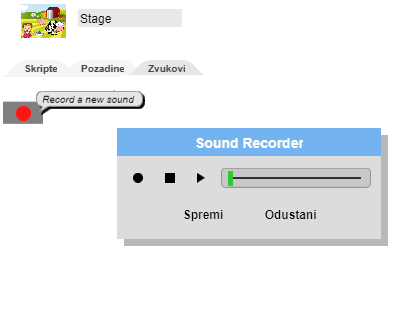 Stage
Skripte Pozadine Zvukovi
Record a new sound
Sound Recorder
Spremi Odustani